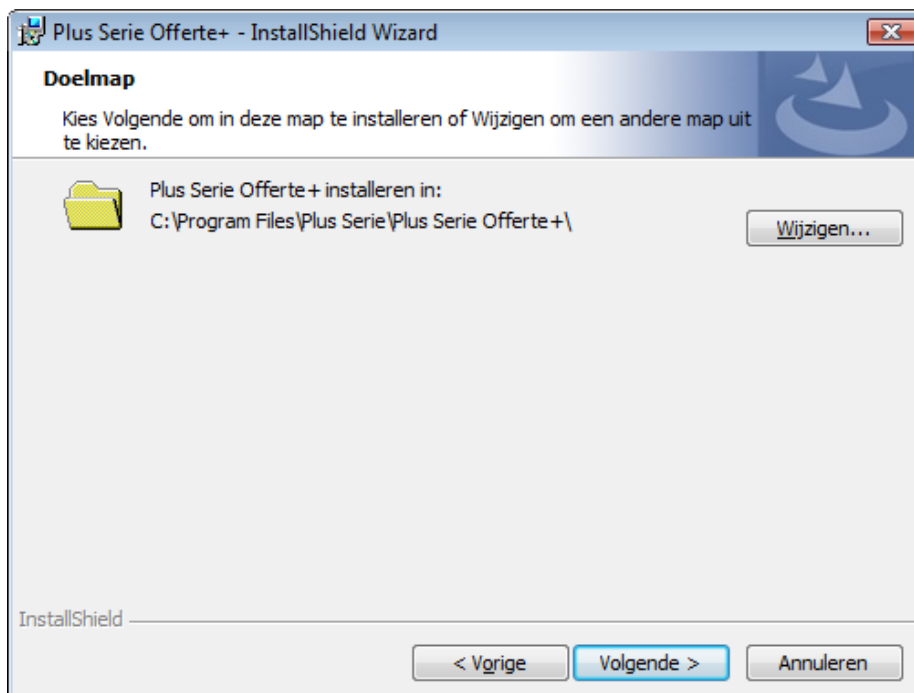 Plus Serie Offerte+ - InstallShield Wizard
Doelmap
Kies Volgende om in deze map te installeren of Wijzigen om een andere map uit
te kiezen.
Plus Serie Offerte+ installeren in:
C:\Program Files\Plus Serie\Plus Serie Offerte+\
Wijzigen...
InstallShield
< Vorige
Volgende >
Annuleren